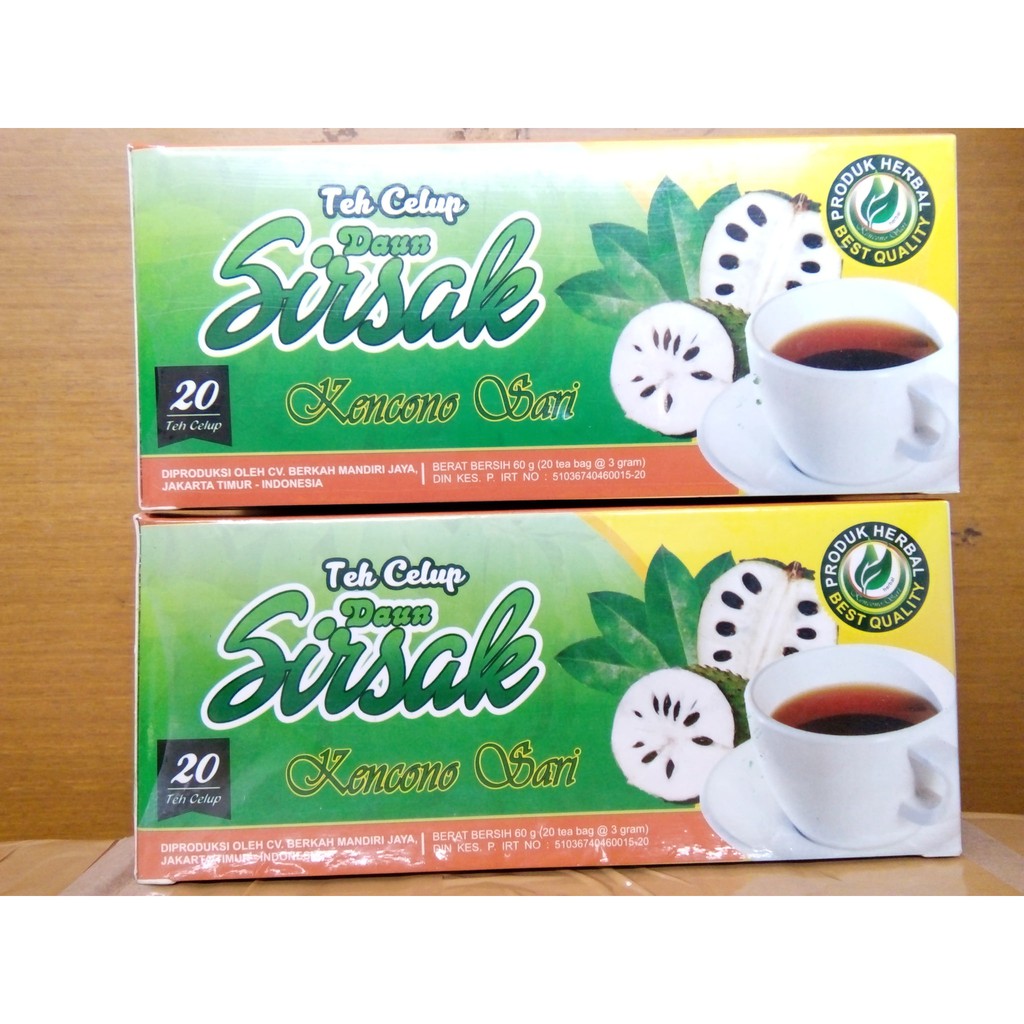 Teh Celup
Daun
Sirsak
Kencono Sari
PRODUK HERBAL
BEST QUALITY
20
Teh Celup
DIPRODUKSI OLEH CV. BERKAH MANDIRI JAYA,
JAKARTA TIMUR - INDONESIA
BERAT BERSIH 60 g (20 tea bag @ 3 gram)
DIN KES. P. IRT NO : 51036740460015-20
Teh Celup
Daun
Sirsak
Kencono Sari
PRODUK HERBAL
BEST QUALITY
20
Teh Celup
DIPRODUKSI OLEH CV. BERKAH MANDIRI JAYA,
JAKARTA TIMUR - INDONESIA
BERAT BERSIH 60 g (20 tea bag @ 3 gram)
DIN KES. P. IRT NO : 51036740460015-20